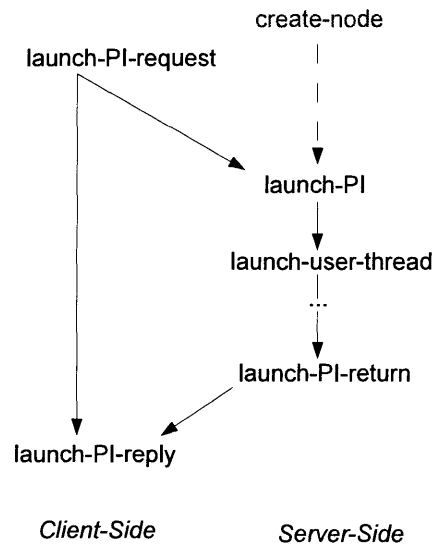 create-node
launch-PI-request
launch-PI
launch-user-thread
...
launch-PI-return
launch-PI-reply
Client-Side
Server-Side